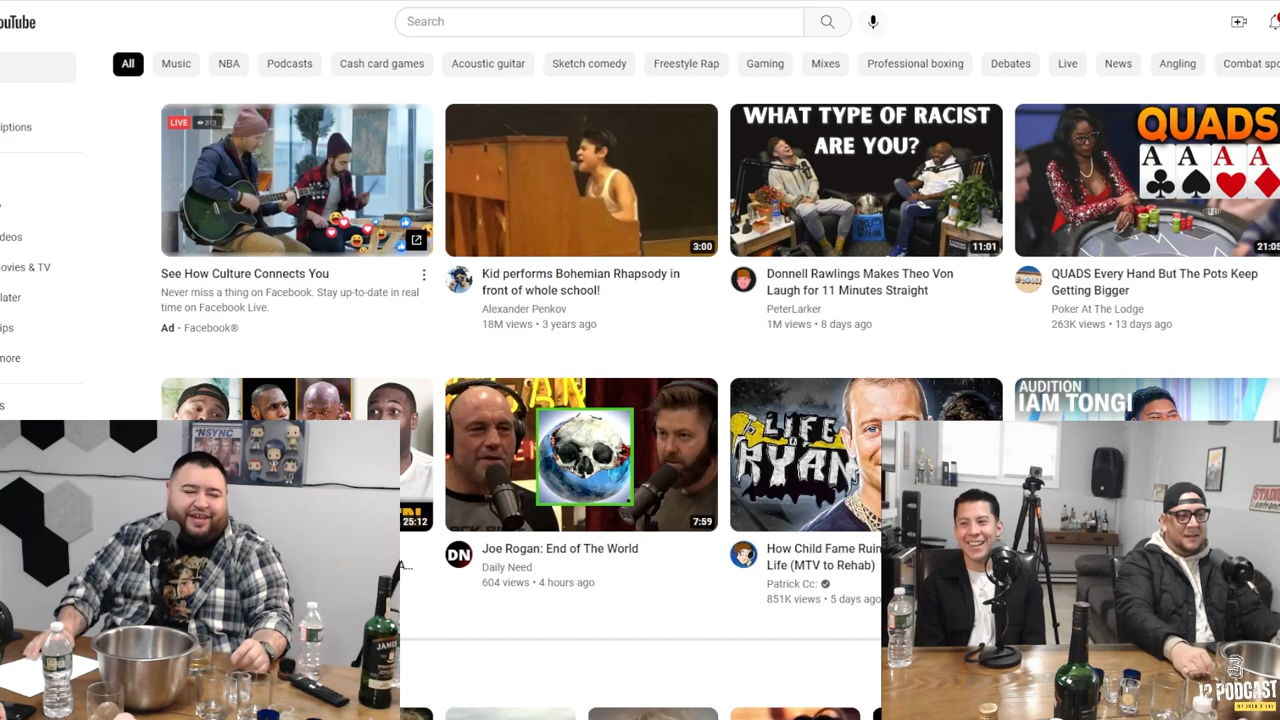 ouTube
Search
All
Music
NBA
Podcasts
Cash card games
Acoustic guitar
Sketch comedy
Freestyle Rap
Gaming
Mixes
Professional boxing
Debates
Live
News
Angling
Combat spo
iptions
deos
ovies & TV
later
ips
more
s
LIVE
313
See How Culture Connects You
Never miss a thing on Facebook. Stay up-to-date in real
time on Facebook Live.
Ad · Facebook®
3:00
Kid performs Bohemian Rhapsody in
front of whole school!
Alexander Penkov
18M views • 3 years ago
WHAT TYPE OF RACIST
ARE YOU?
11:01
Donnell Rawlings Makes Theo Von
Laugh for 11 Minutes Straight
PeterLarker
1M views • 8 days ago
QUADS
A A A A
21:05
QUADS Every Hand But The Pots Keep
Getting Bigger
Poker At The Lodge
263K views • 13 days ago
25:12
A...
7:59
DN
Joe Rogan: End of The World
Daily Need
604 views • 4 hours ago
LIFE
OF
RYAN
How Child Fame Ruin
Life (MTV to Rehab)
Patrick Cc:
851K views • 5 days ago
AUDITION
IAM TONGI
*NSYNC
JAMES
J2 PODCAST